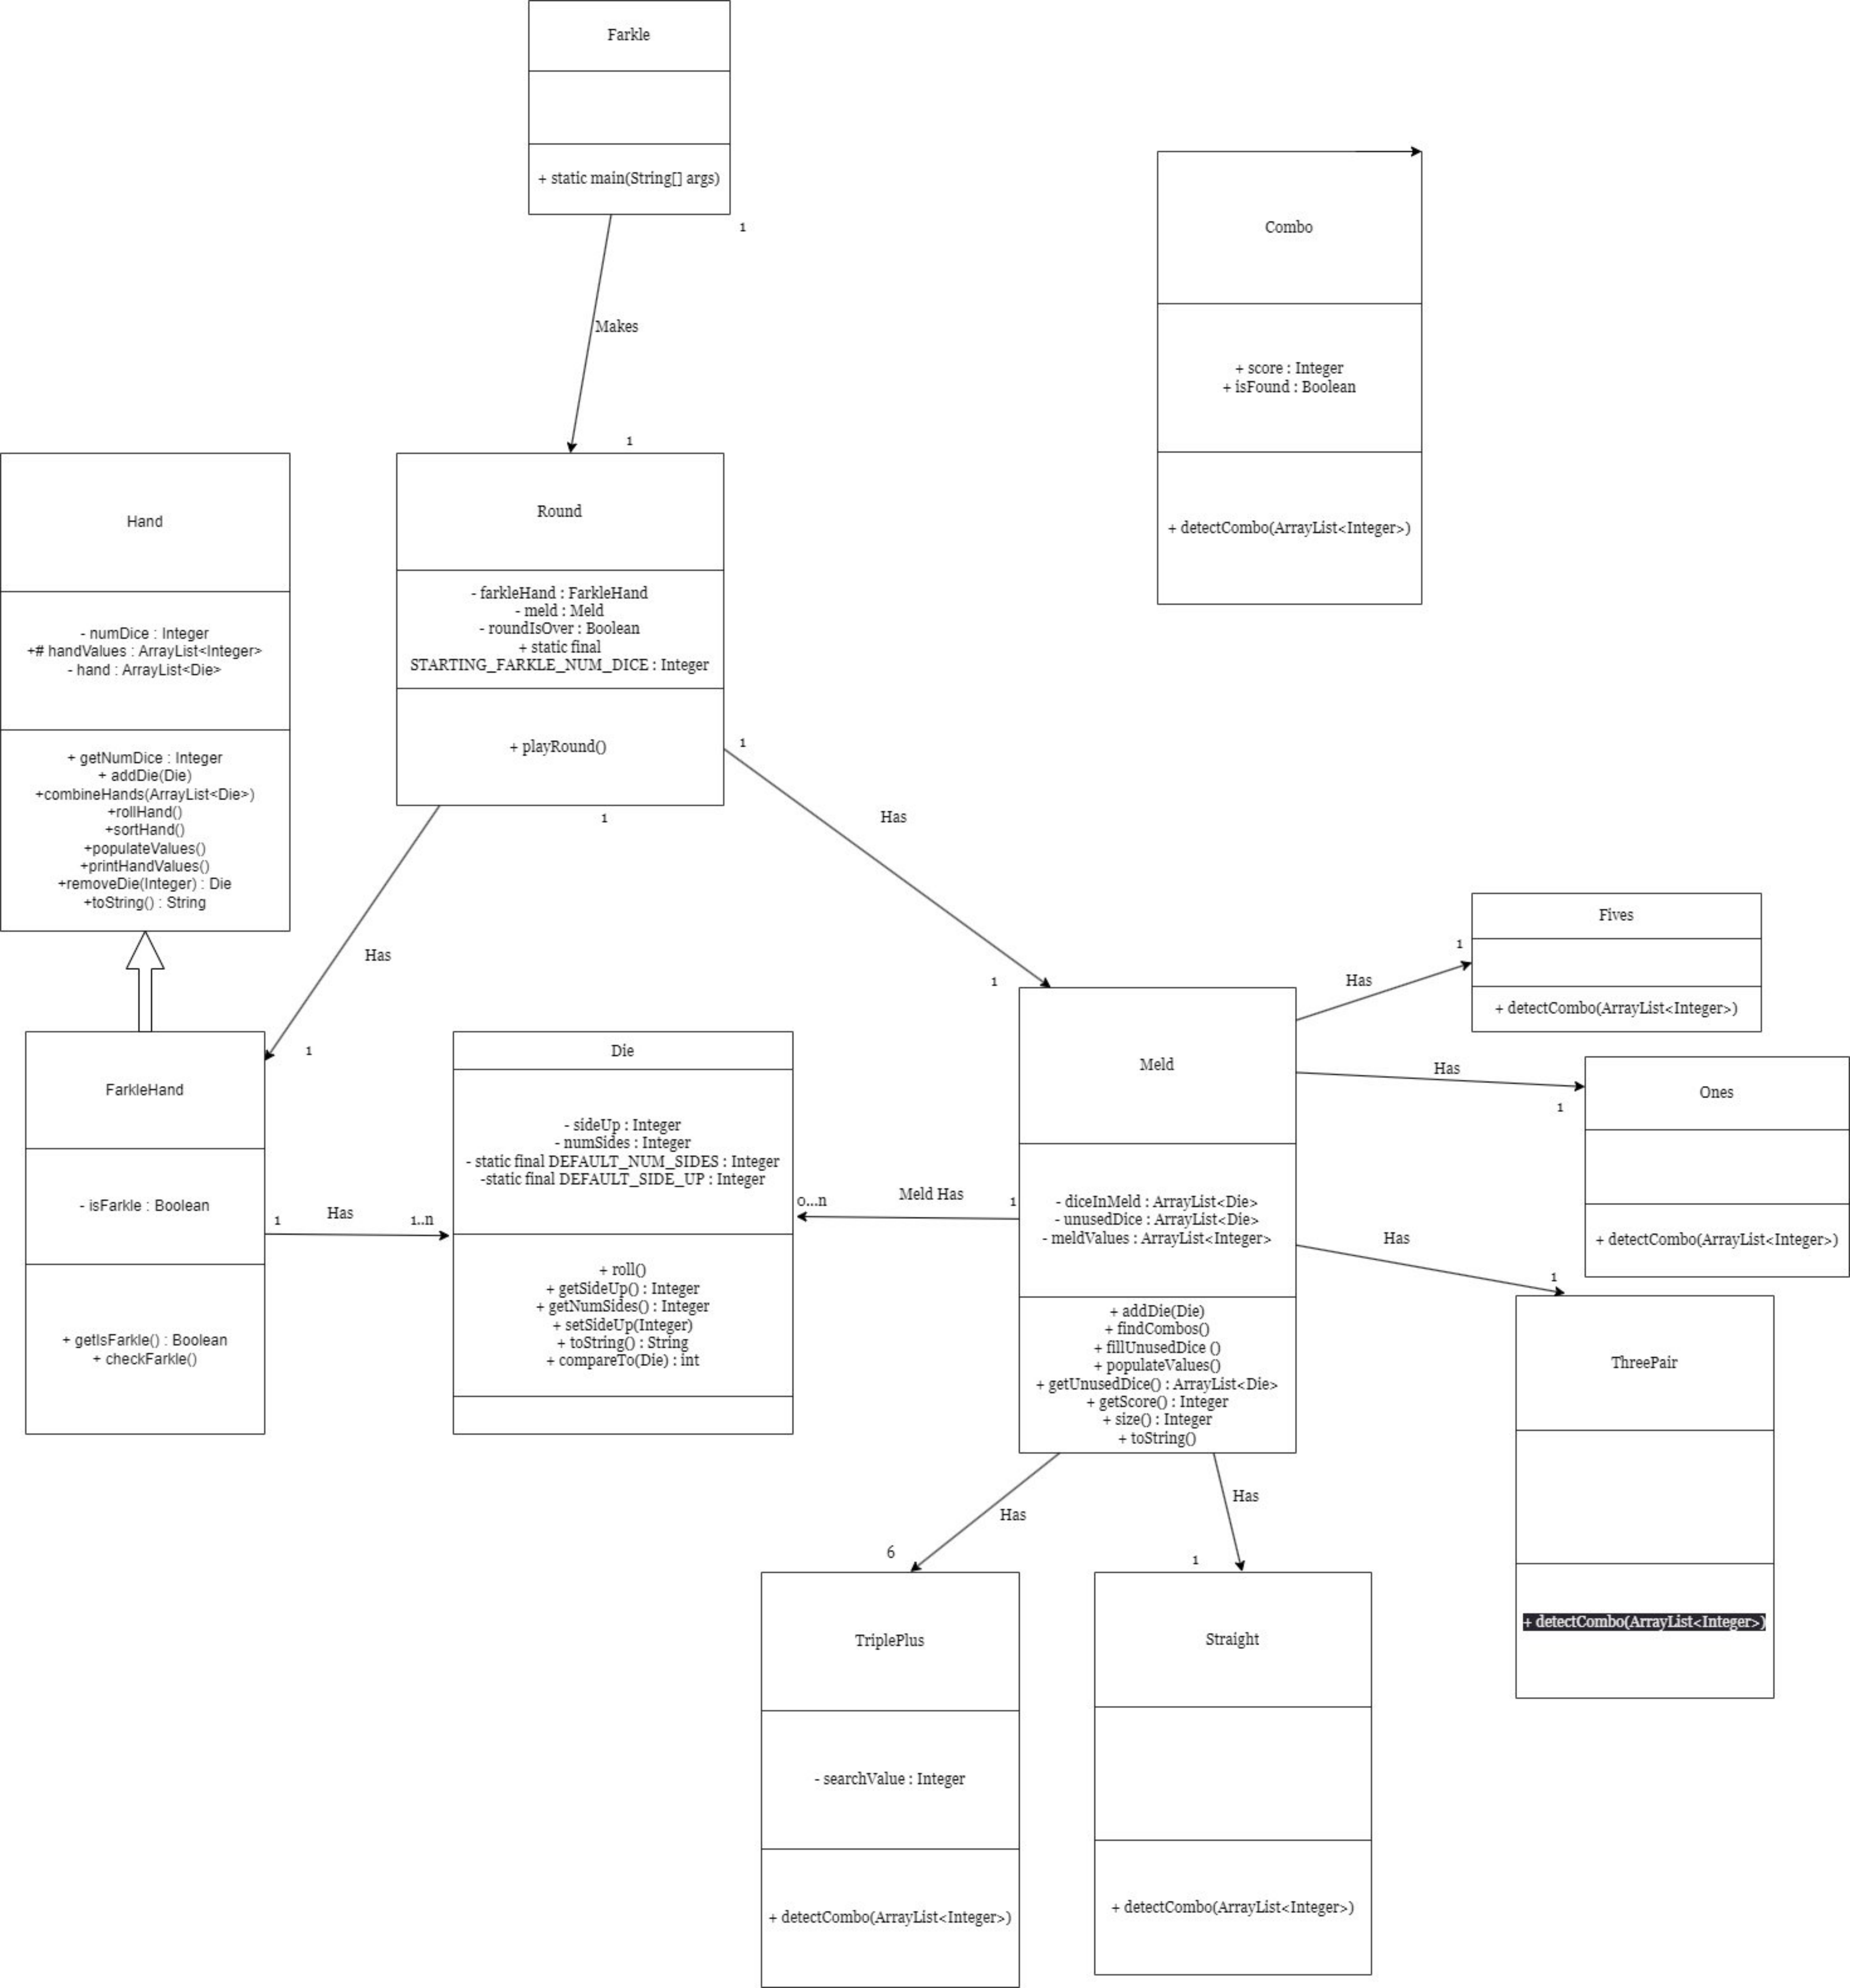 Farkle
+ static main(String[] args)
1
Makes
1
Combo
+ score : Integer
+ isFound : Boolean
+ detectCombo(ArrayList<Integer>)
Hand
- numDice : Integer
+# handValues : ArrayList<Integer>
- hand : ArrayList<Die>
+ getNumDice : Integer
+ addDie(Die)
+combineHands(ArrayList<Die>)
+rollHand()
+sortHand()
+populateValues()
+printHandValues()
+removeDie(Integer) : Die
+toString() : String
Round
- farkleHand : FarkleHand
- meld : Meld
- roundIsOver : Boolean
+ static final
STARTING_FARKLE_NUM_DICE : Integer
+ playRound()
1
1
Has
Has
1
1
FarkleHand
- isFarkle : Boolean
+ getIsFarkle() : Boolean
+ checkFarkle()
1
Has
1..n
Die
- sideUp : Integer
- numSides : Integer
- static final DEFAULT_NUM_SIDES : Integer
-static final DEFAULT_SIDE_UP : Integer
+ roll()
+ getSideUp() : Integer
+ getNumSides() : Integer
+ setSideUp(Integer)
+ toString() : String
+ compareTo(Die) : int
0...n
Meld Has
1
Meld
- diceInMeld : ArrayList<Die>
- unusedDice : ArrayList<Die>
- meldValues : ArrayList<Integer>
+ addDie(Die)
+ findCombos()
+ fillUnusedDice ()
+ populateValues()
+ getUnusedDice() : ArrayList<Die>
+ getScore() : Integer
+ size() : Integer
+ toString()
Has
1
Fives
+ detectCombo(ArrayList<Integer>)
Has
1
Ones
+ detectCombo(ArrayList<Integer>)
Has
1
ThreePair
+ detectCombo(ArrayList<Integer>)
Has
6
TriplePlus
- searchValue : Integer
+ detectCombo(ArrayList<Integer>)
Has
1
Straight
+ detectCombo(ArrayList<Integer>)